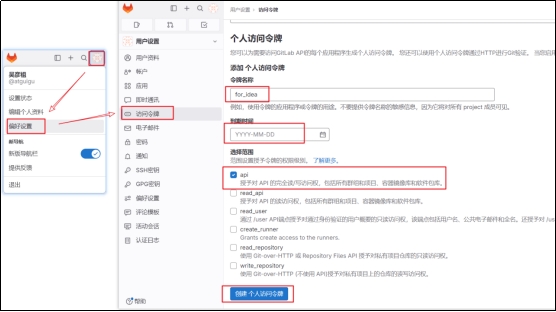 吴彦祖
@atguigu
设置状态
编辑个人资料
偏好设置
新导航
新版导航栏
提供反馈
退出
用户设置
用户资料
帐户
应用
即时通讯
访问令牌
电子邮件
密码
通知
SSH密钥
GPG密钥
偏好设置
评论模板
活动会话
认证日志
帮助
用户设置 / 访问令牌
个人访问令牌
您可以为需要访问GitLab API的每个应用程序生成个人访问令牌。 您还可以使用个人访问令牌通过HTTP进行Git验证。
添加 个人访问令牌
令牌名称
for_idea
例如，使用令牌的应用程序或令牌的用途。不要提供令牌名称的敏感信息，因为它将对所有 project 成员可见。
到期时间
YYYY-MM-DD
选择范围
范围设置授予令牌的权限级别。 了解更多。
api
授予对 API 的完全读/写访问权，包括所有群组和项目、容器镜像库和软件包库。
read_api
授予对 API 的读访问权，包括所有群组和项目、容器镜像库和软件包库。
read_user
通过 /user API端点授予对通过身份验证的用户概要的只读访问权，该端点包括用户名、公共电子邮件和全名。还授予对
create_runner
Grants create access to the runners.
read_repository
使用 Git-over-HTTP 或 Repository Files API 授予对私有项目仓库的只读访问权。
write_repository
使用 Git-over-HTTP (不使用 API)授予对私有项目上的仓库的读写访问权。
创建 个人访问令牌